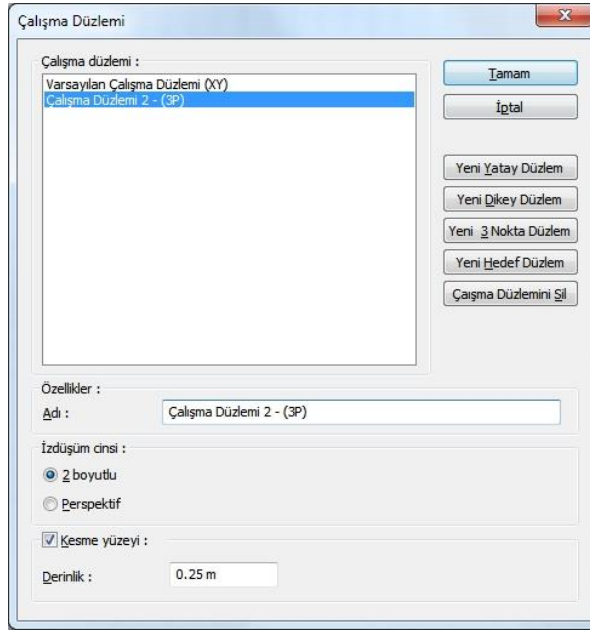 Çalışma Düzlemi
Çalışma düzlemi :
Varsayılan Çalışma Düzlemi (XY)
Çalışma Düzlemi 2 - (3P)
Tamam
İptal
Yeni Yatay Düzlem
Yeni Dikey Düzlem
Yeni 3 Nokta Düzlem
Yeni Hedef Düzlem
Çaışma Düzlemini Sil
Özellikler :
Adı : Çalışma Düzlemi 2 - (3P)
İzdüşüm cinsi :
2 boyutlu
Perspektif
Kesme yüzeyi :
Derinlik : 0.25 m